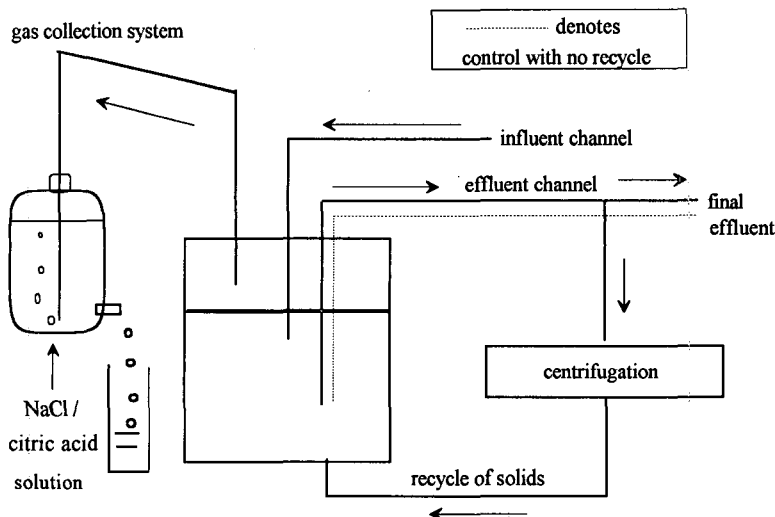 gas collection system
denotes
control with no recycle
influent channel
effluent channel
final
effluent
centrifugation
NaCl /
citric acid
solution
recycle of solids